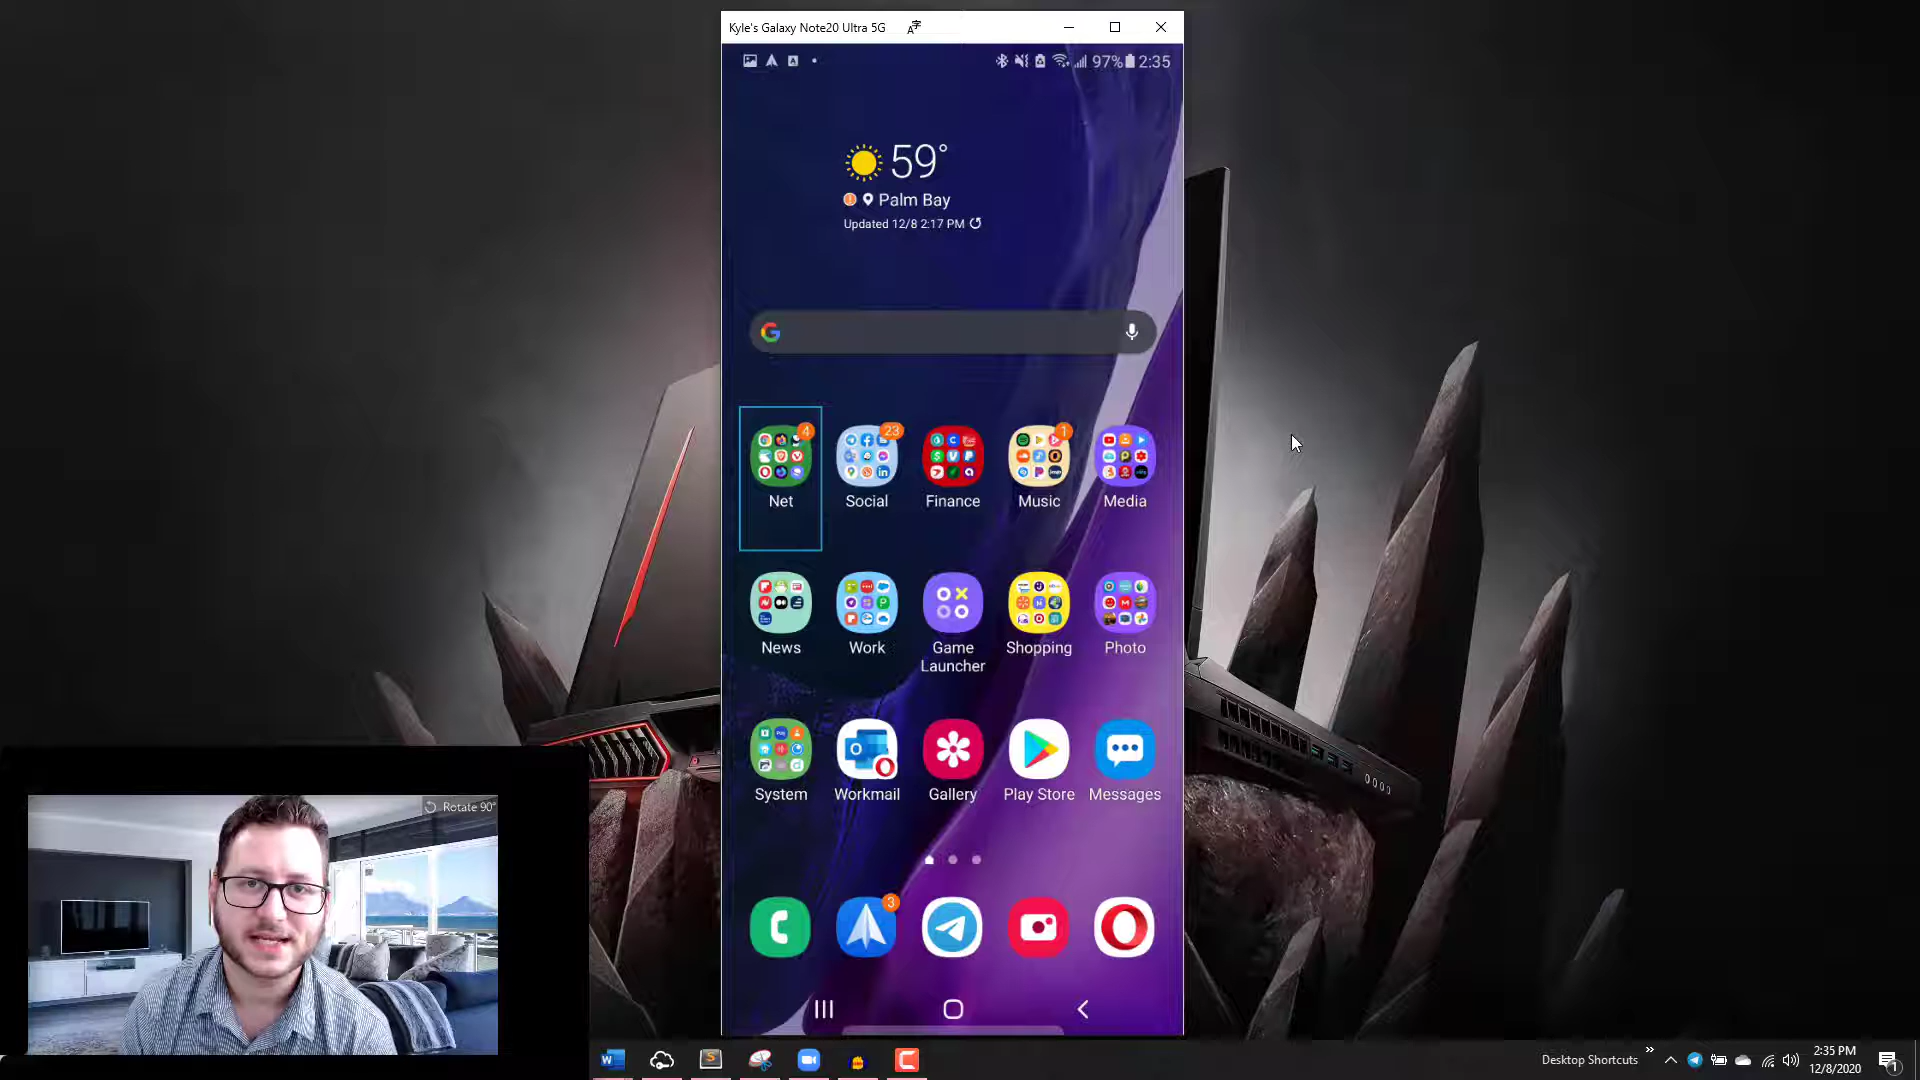 Kyle's Galaxy Note20 Ultra 5G
97% 2:35
59°
Palm Bay
Updated 12/8 2:17 PM
4 23 1
Net Social Finance Music Media
News Work Game Launcher Shopping Photo
System Workmail Gallery Play Store Messages
3
Rotate 90°
Desktop Shortcuts
2:35 PM
12/8/2020
1